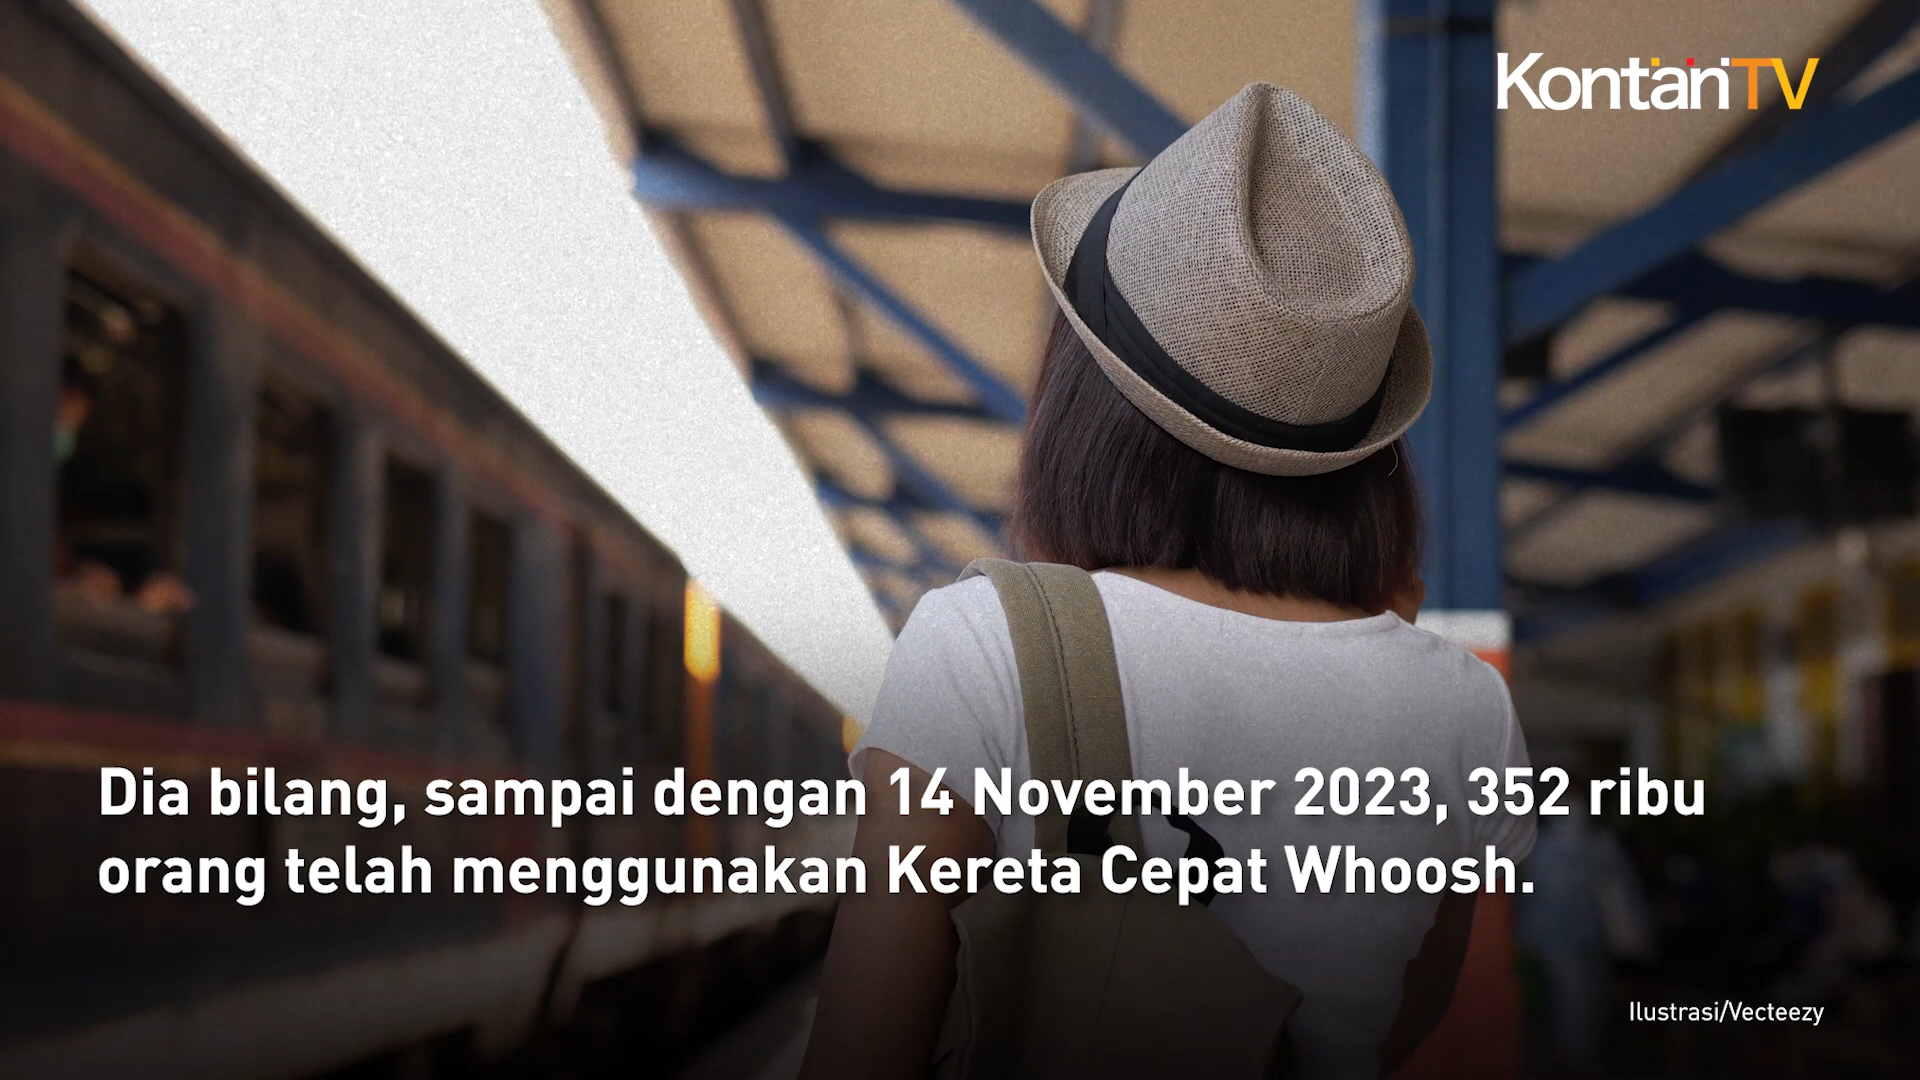 KontanTV
Dia bilang, sampai dengan 14 November 2023, 352 ribu
orang telah menggunakan Kereta Cepat Whoosh.
Ilustrasi/Vecteezy